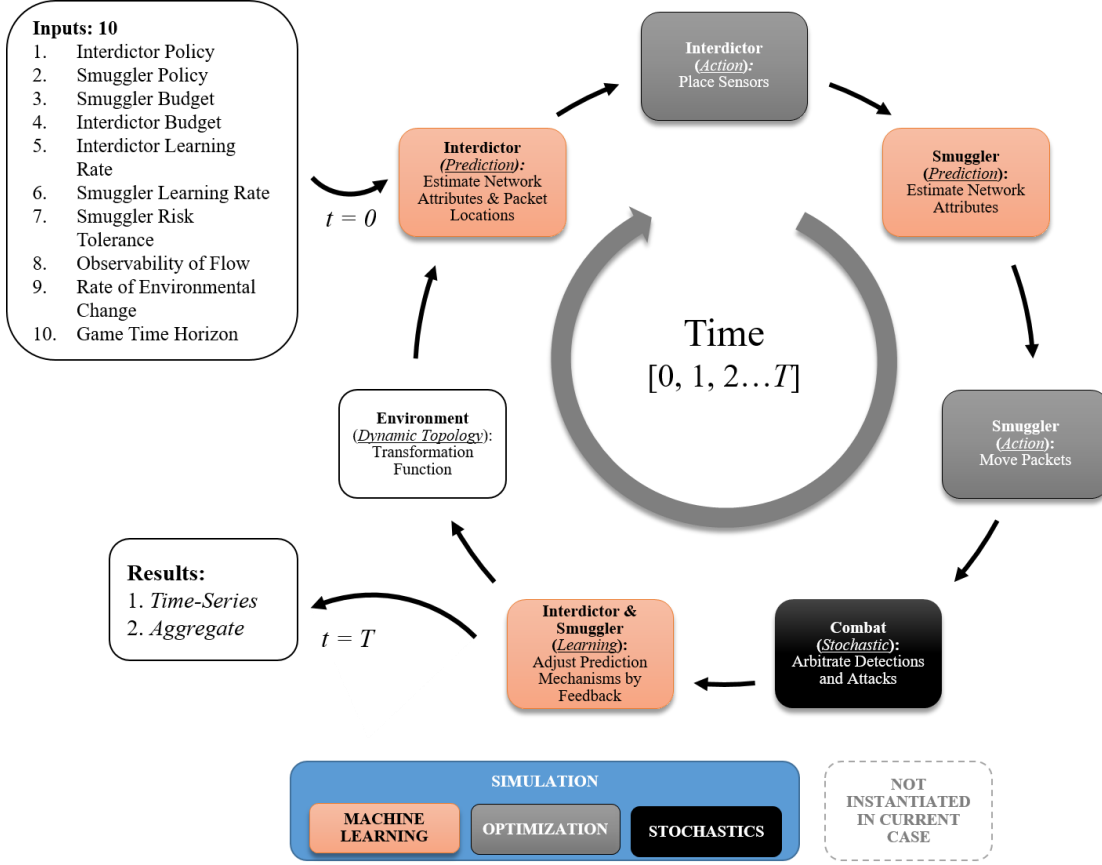 Inputs: 10
1. Interdictor Policy
2. Smuggler Policy
3. Smuggler Budget
4. Interdictor Budget
5. Interdictor Learning
Rate
6. Smuggler Learning Rate
7. Smuggler Risk
Tolerance
8. Observability of Flow
9. Rate of Environmental
Change
10. Game Time Horizon
t = 0
Interdictor
(Prediction):
Estimate Network
Attributes & Packet
Locations
Interdictor
(Action):
Place Sensors
Smuggler
(Prediction):
Estimate Network
Attributes
Smuggler
(Action):
Move Packets
Combat
(Stochastic):
Arbitrate Detections
and Attacks
Interdictor &
Smuggler
(Learning):
Adjust Prediction
Mechanisms by
Feedback
Environment
(Dynamic Topology):
Transformation
Function
Time
[0, 1, 2…T]
Results:
1. Time-Series
2. Aggregate
t = T
SIMULATION
MACHINE
LEARNING
OPTIMIZATION
STOCHASTICS
NOT
INSTANTIATED
IN CURRENT
CASE